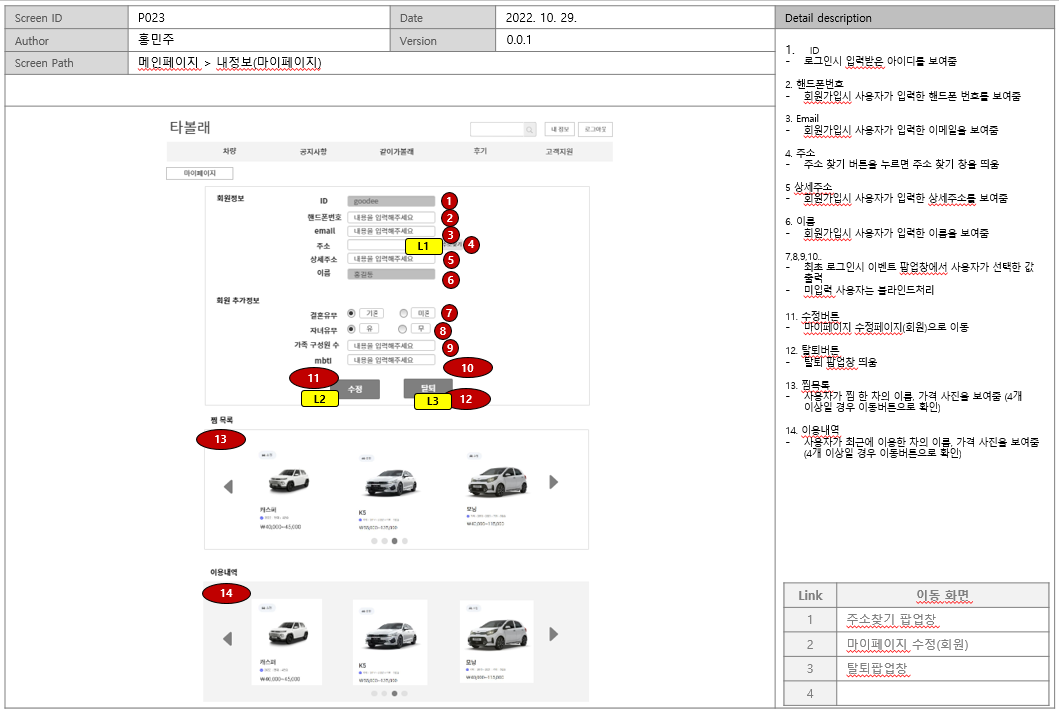 Screen ID P023 Date 2022. 10. 29. Detail description
Author 홍민주 Version 0.0.1
Screen Path 메인페이지 > 내정보(마이페이지)
타볼래
내 정보 로그아웃
차량 공지사항 같이가볼래 후기 고객지원
마이페이지
회원정보
ID goodee 1
핸드폰번호 내용을 입력해주세요 2
email 내용을 입력해주세요 3
주소 L1 4
상세주소 내용을 입력해주세요 5
이름 홍길동 6
회원 추가정보
결혼유무 기혼 미혼 7
자녀유무 유 무 8
가족 구성원 수 내용을 입력해주세요 9
mbti 내용을 입력해주세요 10
11 수정 탈퇴 12
L2 L3
찜 목록
13
캐스퍼 K5 모닝
₩40,000~45,000
이용내역
14
캐스퍼 K5 모닝
₩40,000~45,000
1. ID
- 로그인시 입력받은 아이디를 보여줌
2. 핸드폰번호
- 회원가입시 사용자가 입력한 핸드폰 번호를 보여줌
3. Email
- 회원가입시 사용자가 입력한 이메일을 보여줌
4. 주소
- 주소 찾기 버튼을 누르면 주소 찾기 창을 띄움
5 상세주소
- 회원가입시 사용자가 입력한 상세주소를 보여줌
6. 이름
- 회원가입시 사용자가 입력한 이름을 보여줌
7,8,9,10..
- 최초 로그인시 이벤트 팝업창에서 사용자가 선택한 값
출력
- 미입력 사용자는 블라인드처리
11. 수정버튼
- 마이페이지 수정페이지(회원)으로 이동
12. 탈퇴버튼
- 탈퇴 팝업창 띄움
13. 찜목록
- 사용자가 찜 한 차의 이름, 가격 사진을 보여줌 (4개
이상일 경우 이동버튼으로 확인)
14. 이용내역
- 사용자가 최근에 이용한 차의 이름, 가격 사진을 보여줌
(4개 이상일 경우 이동버튼으로 확인)
Link 이동 화면
1 주소찾기 팝업창
2 마이페이지 수정(회원)
3 탈퇴팝업창
4